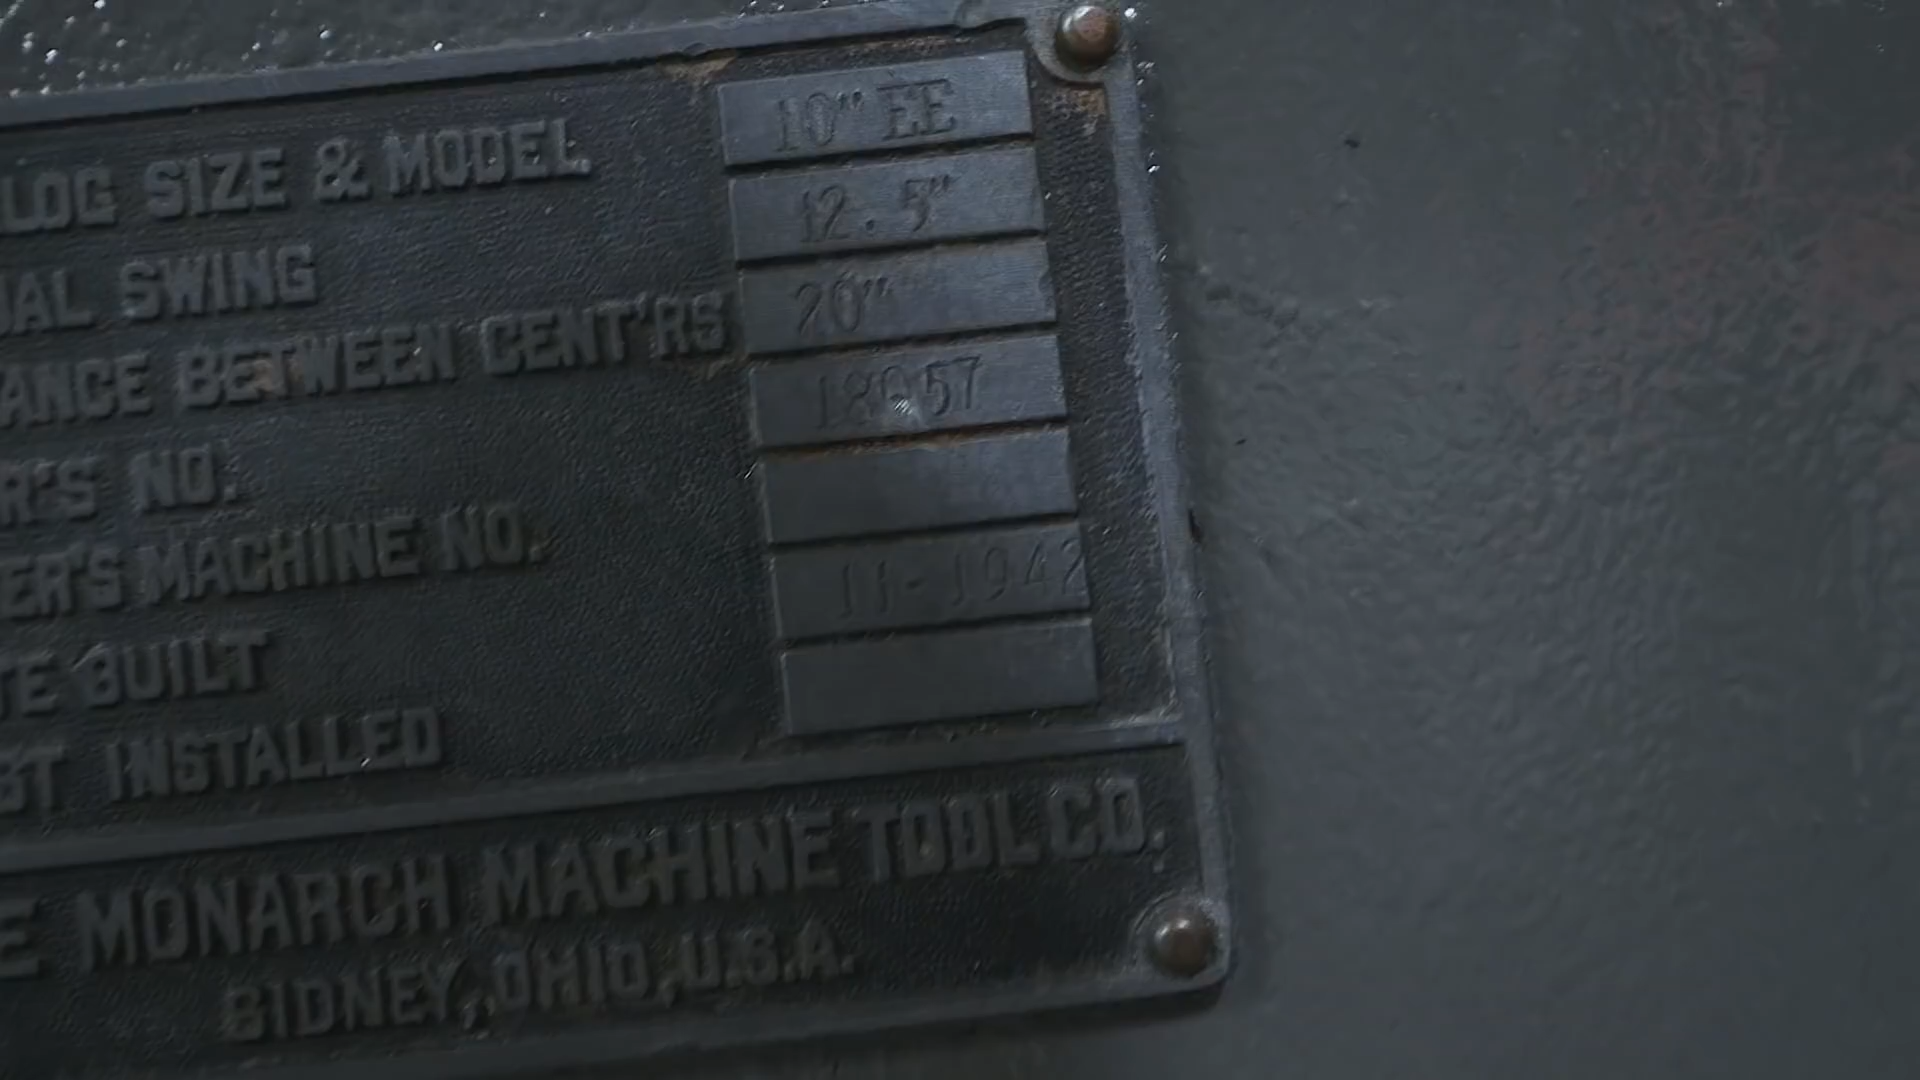 LOG SIZE & MODEL 10" EE
UAL SWING 12.5"
ANCE BETWEEN CENT'RS 20"
R'S NO.
ER'S MACHINE NO.
TE BUILT 11-1942
ST INSTALLED
E MONARCH MACHINE TOOL CO.
SIDNEY, OHIO, U.S.A.